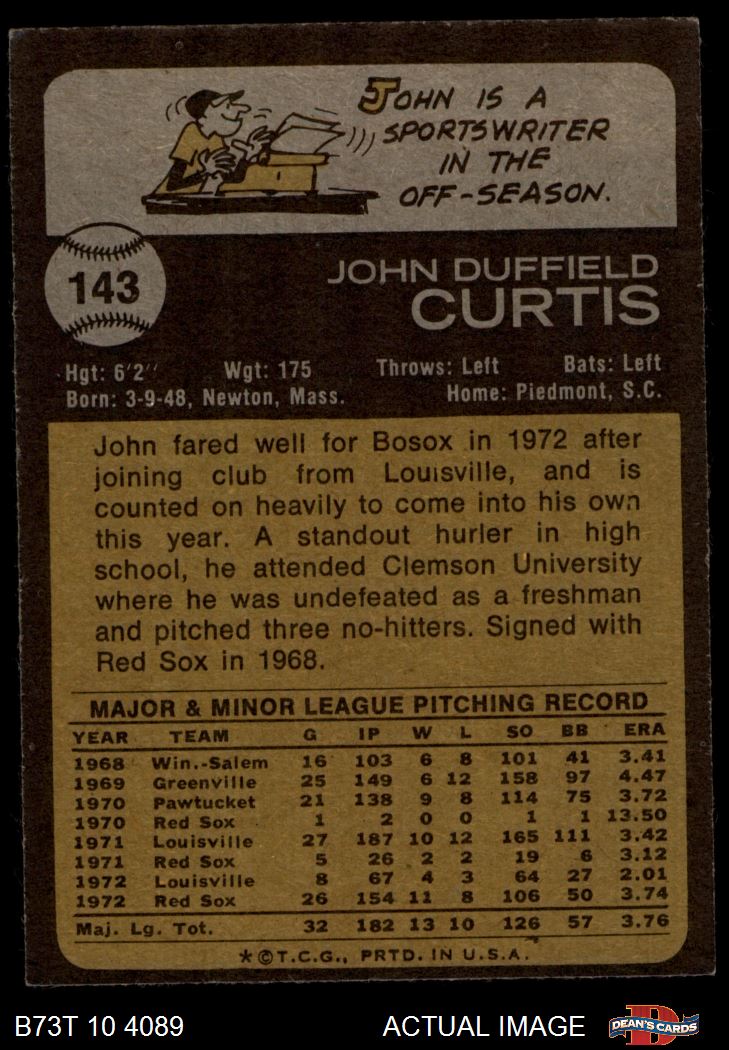 JOHN IS A
SPORTSWRITER
IN THE
OFF-SEASON.
143
JOHN DUFFIELD
CURTIS
Hgt: 6'2" Wgt: 175 Throws: Left Bats: Left
Born: 3-9-48, Newton, Mass. Home: Piedmont, S.C.
John fared well for Bosox in 1972 after
joining club from Louisville, and is
counted on heavily to come into his own
this year. A standout hurler in high
school, he attended Clemson University
where he was undefeated as a freshman
and pitched three no-hitters. Signed with
Red Sox in 1968.
MAJOR & MINOR LEAGUE PITCHING RECORD
YEAR TEAM G IP W L SO BB ERA
1968 Win.-Salem 16 103 6 8 101 41 3.41
1969 Greenville 25 149 6 12 158 97 4.47
1970 Pawtucket 21 138 9 8 114 75 3.72
1970 Red Sox 1 2 0 0 1 1 13.50
1971 Louisville 27 187 10 12 165 111 3.42
1971 Red Sox 5 26 2 2 19 6 3.12
1972 Louisville 8 67 4 3 64 27 2.01
1972 Red Sox 26 154 11 8 106 50 3.74
Maj. Lg. Tot. 32 182 13 10 126 57 3.76
*©T.C.G., PRTD. IN U.S.A.
B73T 10 4089 ACTUAL IMAGE DEAN'S CARDS